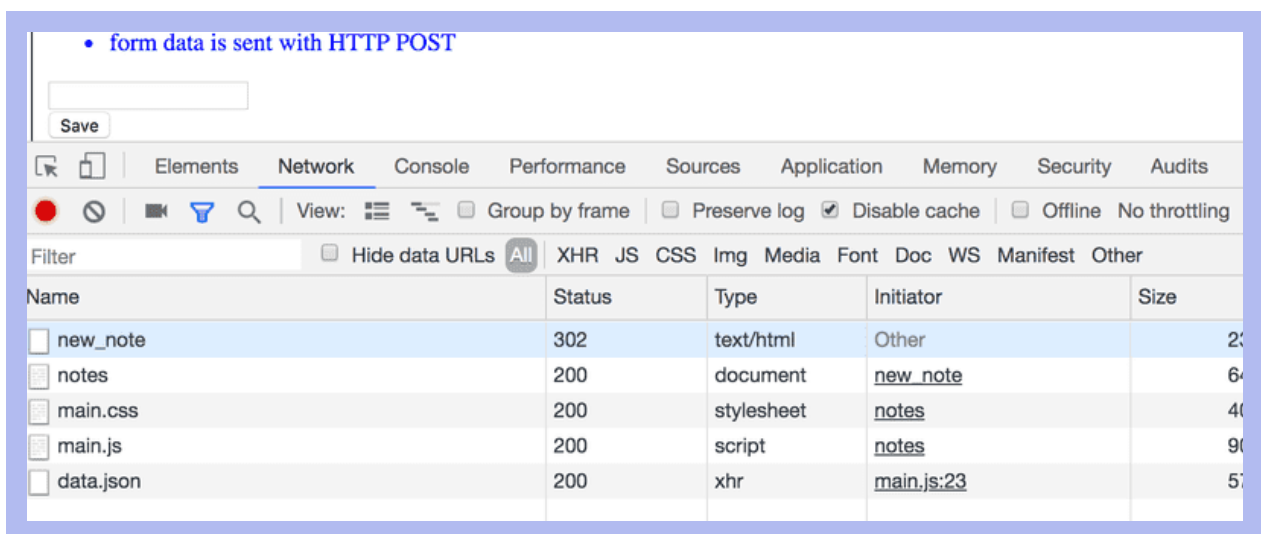 form data is sent with HTTP POST
Save
Elements Network Console Performance Sources Application Memory Security Audits
View: Group by frame Preserve log Disable cache Offline No throttling
Filter Hide data URLs All XHR JS CSS Img Media Font Doc WS Manifest Other
Name Status Type Initiator Size
new_note 302 text/html Other
notes 200 document new_note
main.css 200 stylesheet notes
main.js 200 script notes
data.json 200 xhr main.js:23